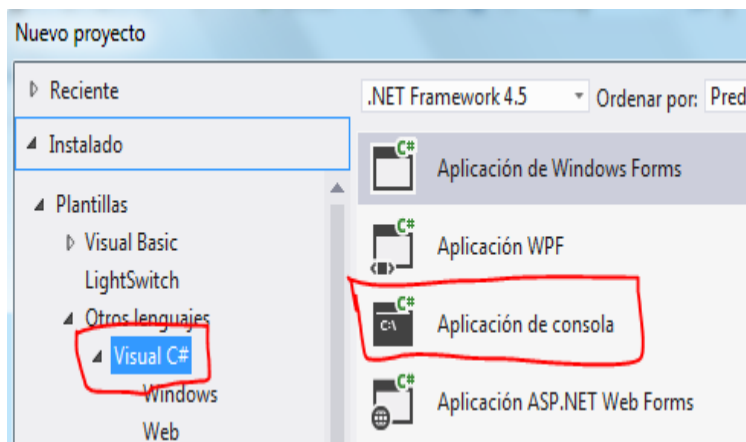 Nuevo proyecto
Reciente
Instalado
Plantillas
Visual Basic
LightSwitch
Otros lenguajes
Visual C#
Windows
Web
.NET Framework 4.5
Ordenar por: Pred
C#
Aplicación de Windows Forms
C#
Aplicación WPF
C#
C:\
Aplicación de consola
C#
Aplicación ASP.NET Web Forms